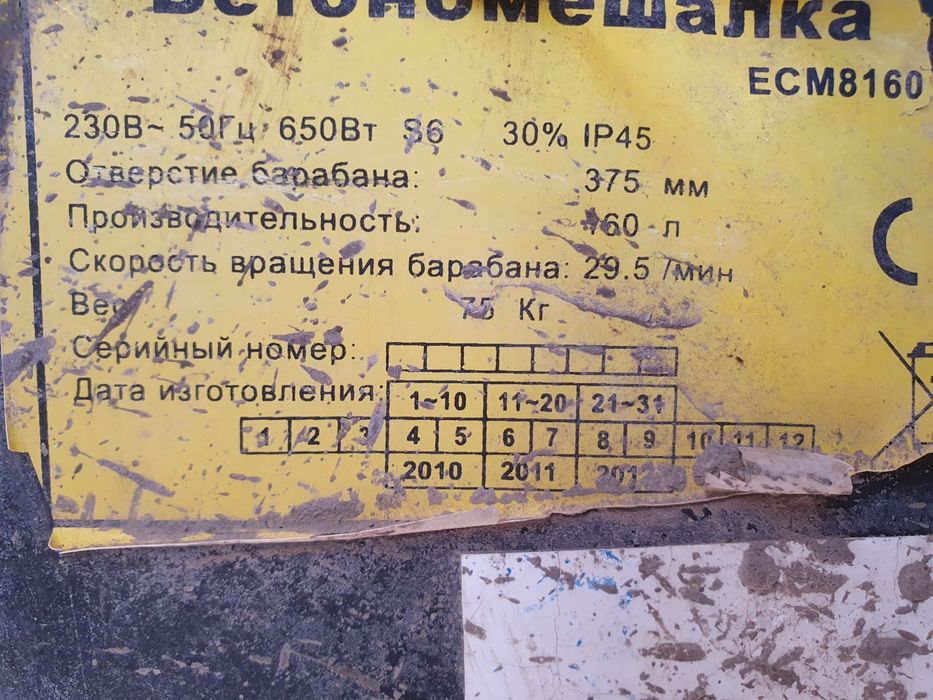 Бетономешалка
ECM8160
230В~ 50Гц 650Вт S6 30% IP45
Отверстие барабана: 375 мм
Производительность: 160 л
Скорость вращения барабана: 29.5 /мин
Вес 75 Кг
Серийный номер:
Дата изготовления: 1~10 11~20 21~31
1 2 3 4 5 6 7 8 9 10 11 12
2010 2011